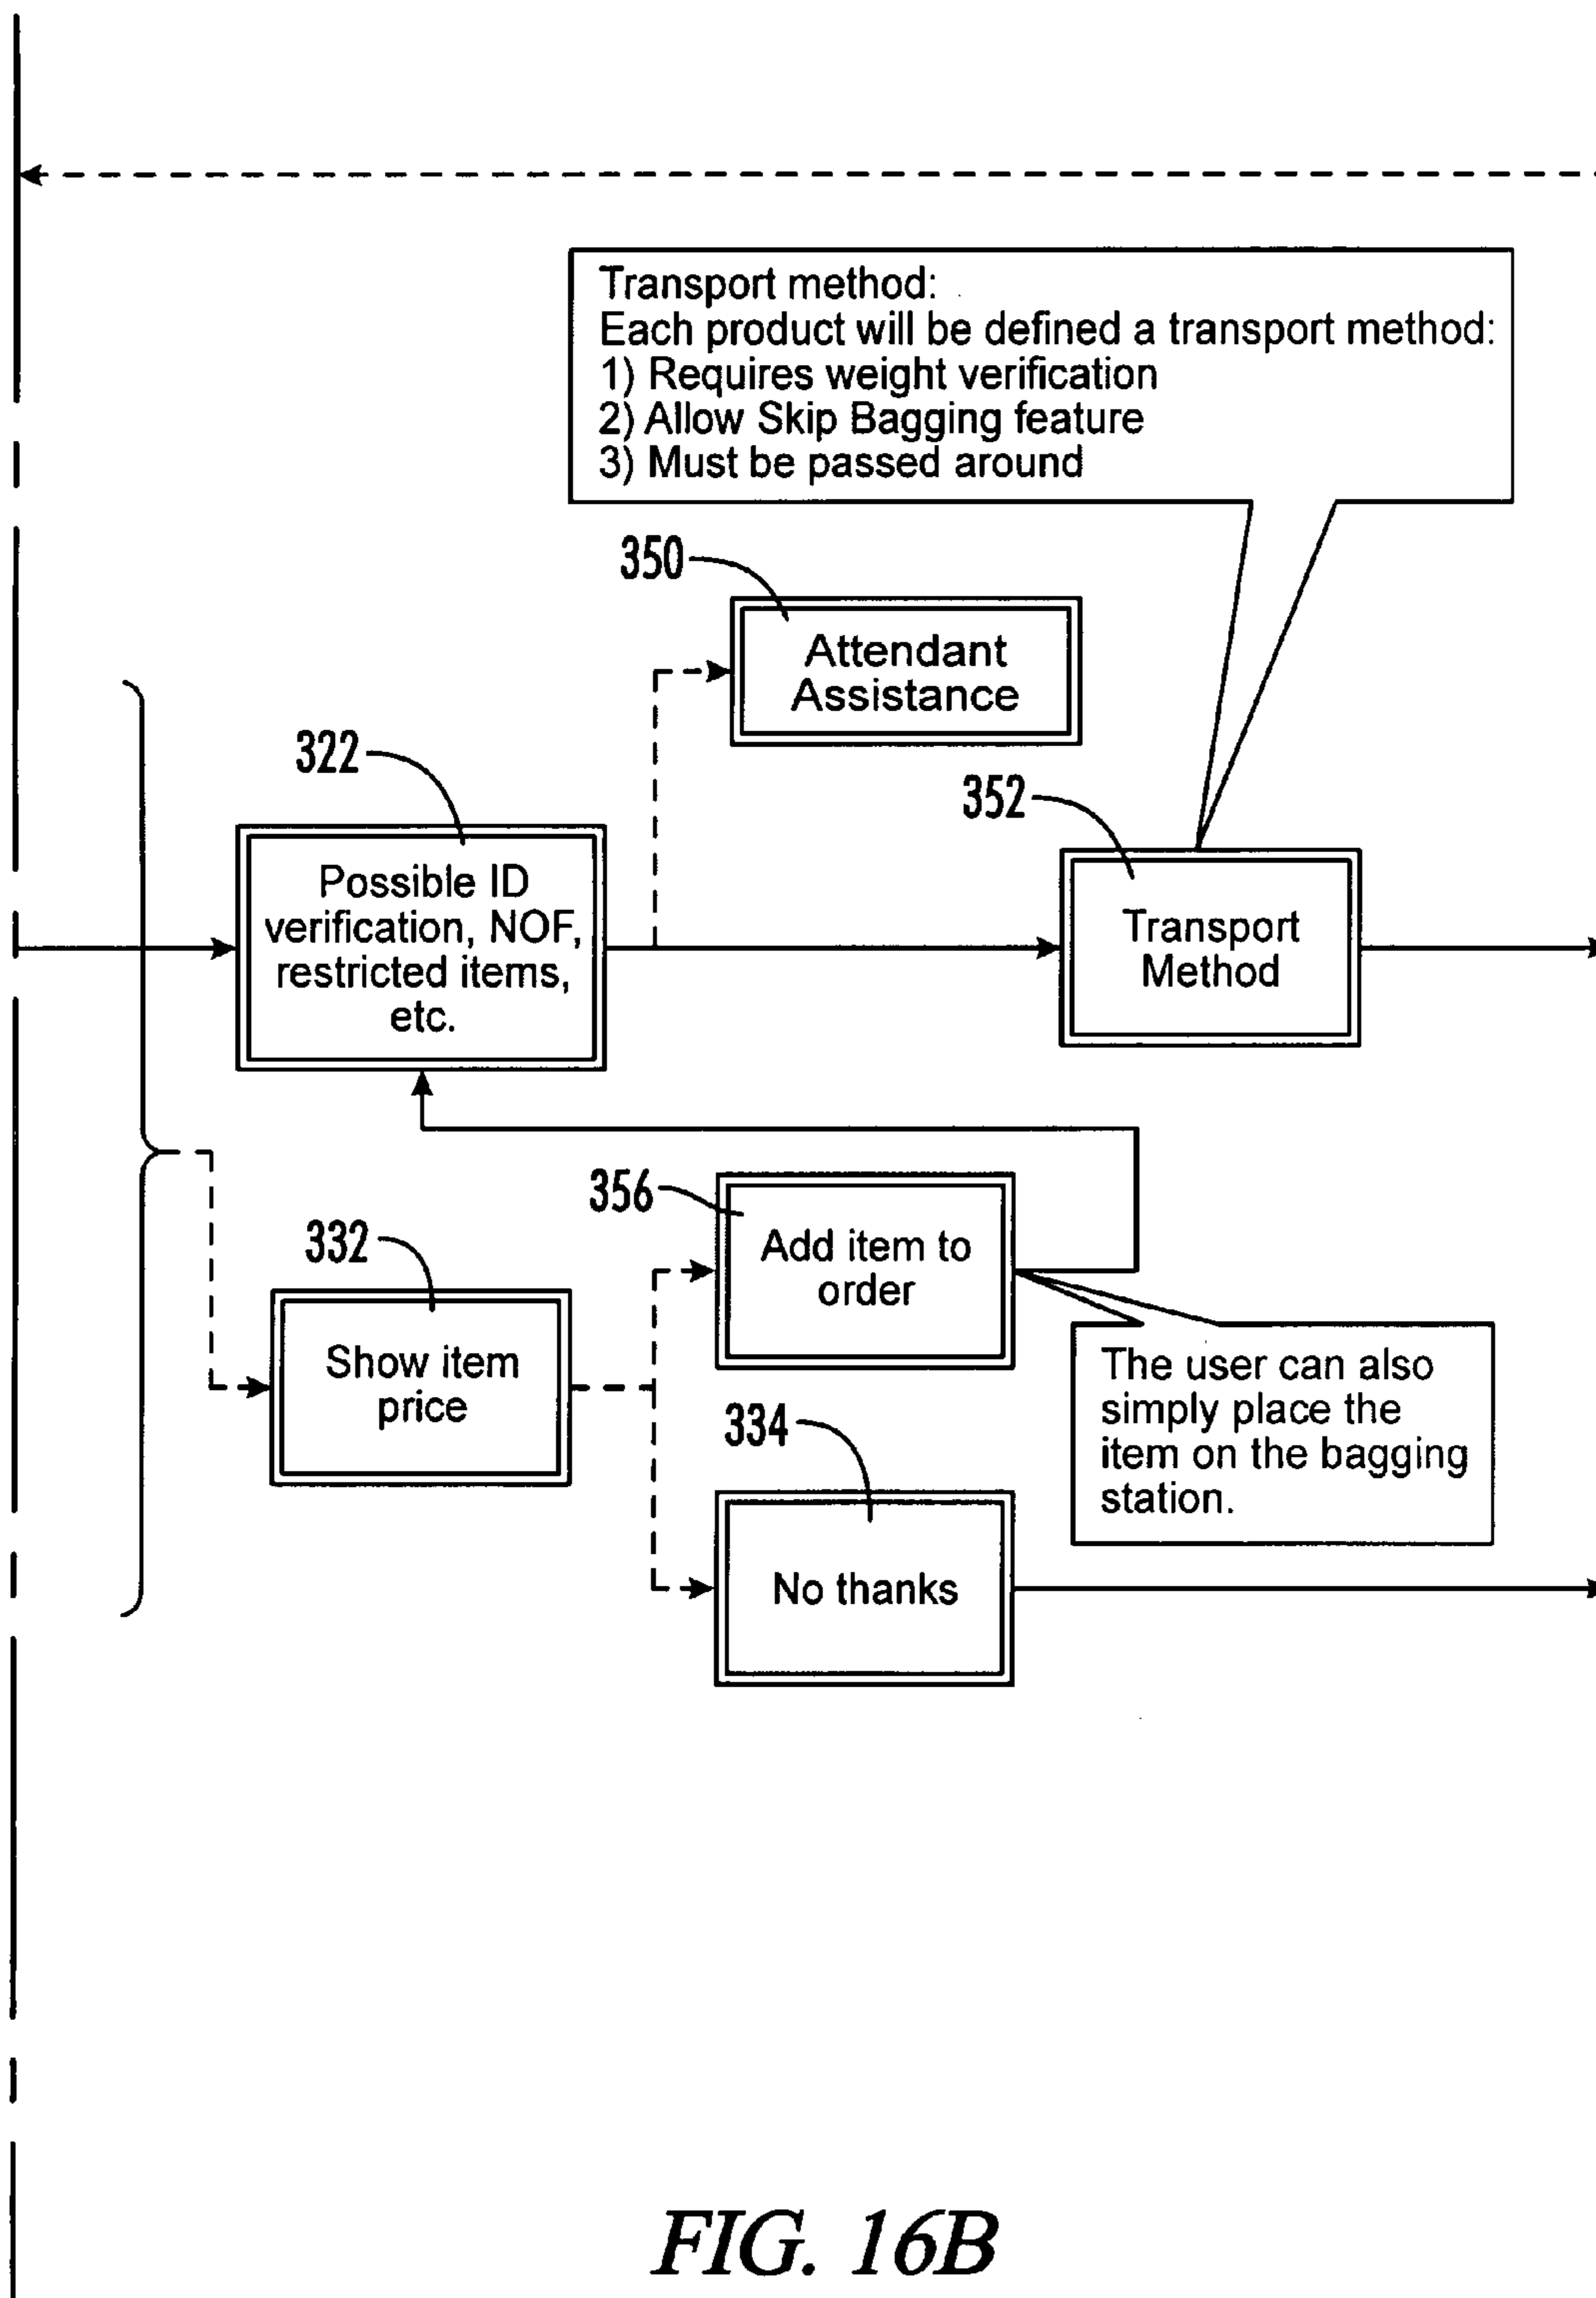 Transport method:
Each product will be defined a transport method:
1) Requires weight verification
2) Allow Skip Bagging feature
3) Must be passed around
350
Attendant
Assistance
322
352
Possible ID
verification, NOF,
restricted items,
etc.
Transport
Method
356
332
Add item to
order
Show item
price
334
The user can also
simply place the
item on the bagging
station.
No thanks
FIG. 16B